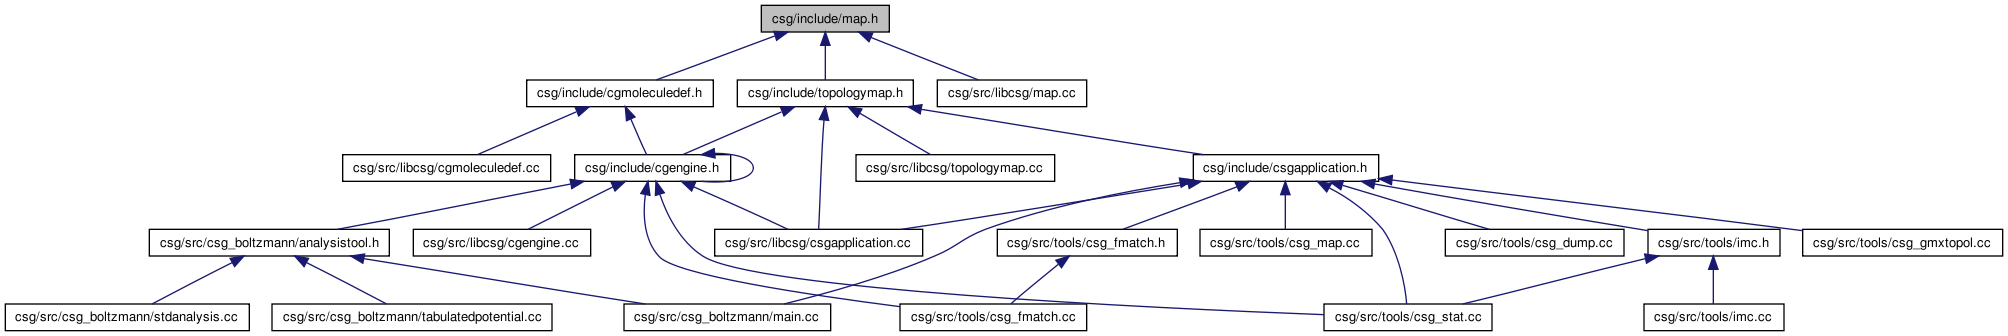 csg/include/map.h
csg/include/cgmoleculedef.h
csg/include/topologymap.h
csg/src/libcsg/map.cc
csg/src/libcsg/cgmoleculedef.cc
csg/include/cgengine.h
csg/src/libcsg/topologymap.cc
csg/include/csgapplication.h
csg/src/csg_boltzmann/analysistool.h
csg/src/libcsg/cgengine.cc
csg/src/libcsg/csgapplication.cc
csg/src/tools/csg_fmatch.h
csg/src/tools/csg_map.cc
csg/src/tools/csg_dump.cc
csg/src/tools/imc.h
csg/src/tools/csg_gmxtopol.cc
csg/src/csg_boltzmann/stdanalysis.cc
csg/src/csg_boltzmann/tabulatedpotential.cc
csg/src/csg_boltzmann/main.cc
csg/src/tools/csg_fmatch.cc
csg/src/tools/csg_stat.cc
csg/src/tools/imc.cc